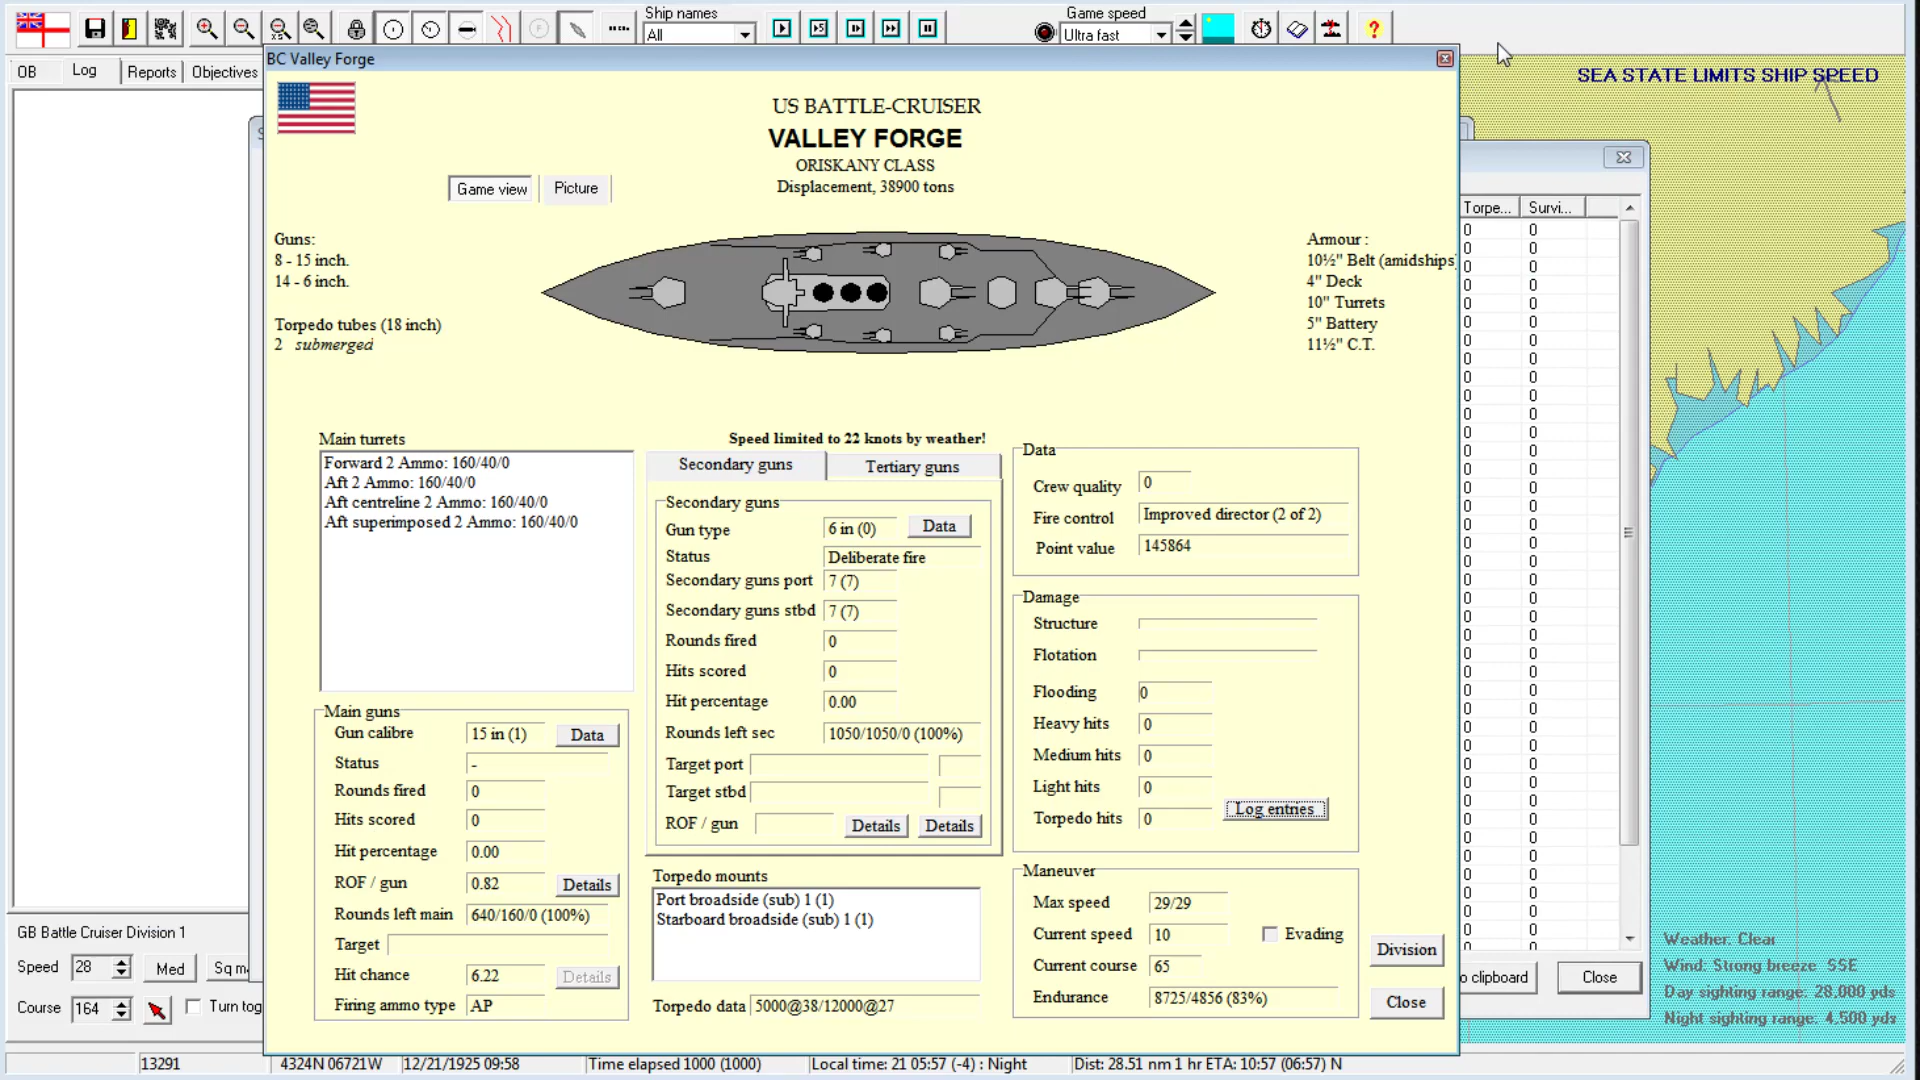 Ship names
All
Game speed
Ultra fast
OB
Log
Reports
Objectives
BC Valley Forge
SEA STATE LIMITS SHIP SPEED
US BATTLE-CRUISER
VALLEY FORGE
ORISKANY CLASS
Displacement, 38900 tons
Game view
Picture
Guns:
8 - 15 inch.
14 - 6 inch.
Torpedo tubes (18 inch)
2 submerged
Armour :
10½" Belt (amidships)
4" Deck
10" Turrets
5" Battery
11½" C.T.
Torpe...
Survi...
Main turrets
Forward 2 Ammo: 160/40/0
Aft 2 Ammo: 160/40/0
Aft centreline 2 Ammo: 160/40/0
Aft superimposed 2 Ammo: 160/40/0
Speed limited to 22 knots by weather!
Secondary guns
Tertiary guns
Secondary guns
Gun type 6 in (0) Data
Status Deliberate fire
Secondary guns port 7 (7)
Secondary guns stbd 7 (7)
Rounds fired 0
Hits scored 0
Hit percentage 0.00
Rounds left sec 1050/1050/0 (100%)
Target port
Target stbd
ROF / gun Details Details
Data
Crew quality 0
Fire control Improved director (2 of 2)
Point value 145864
Damage
Structure
Flotation
Flooding 0
Heavy hits 0
Medium hits 0
Light hits 0
Torpedo hits 0
Log entries
Main guns
Gun calibre 15 in (1) Data
Status -
Rounds fired 0
Hits scored 0
Hit percentage 0.00
ROF / gun 0.82 Details
Rounds left main 640/160/0 (100%)
Target
Hit chance 6.22 Details
Firing ammo type AP
Torpedo mounts
Port broadside (sub) 1 (1)
Starboard broadside (sub) 1 (1)
Torpedo data 5000@38/12000@27
Maneuver
Max speed 29/29
Current speed 10 Evading
Current course 65
Endurance 8725/4856 (83%)
Division
Close
GB Battle Cruiser Division 1
Speed 28 Med Sq m
Course 164 Turn tog
o clipboard
Close
Weather: Clear
Wind: Strong breeze SSE
Day sighting range: 28,000 yds
Night sighting range: 4,500 yds
13291
4324N 06721W
12/21/1925 09:58
Time elapsed 1000 (1000)
Local time: 21 05:57 (-4) : Night
Dist: 28.51 nm 1 hr ETA: 10:57 (06:57) N